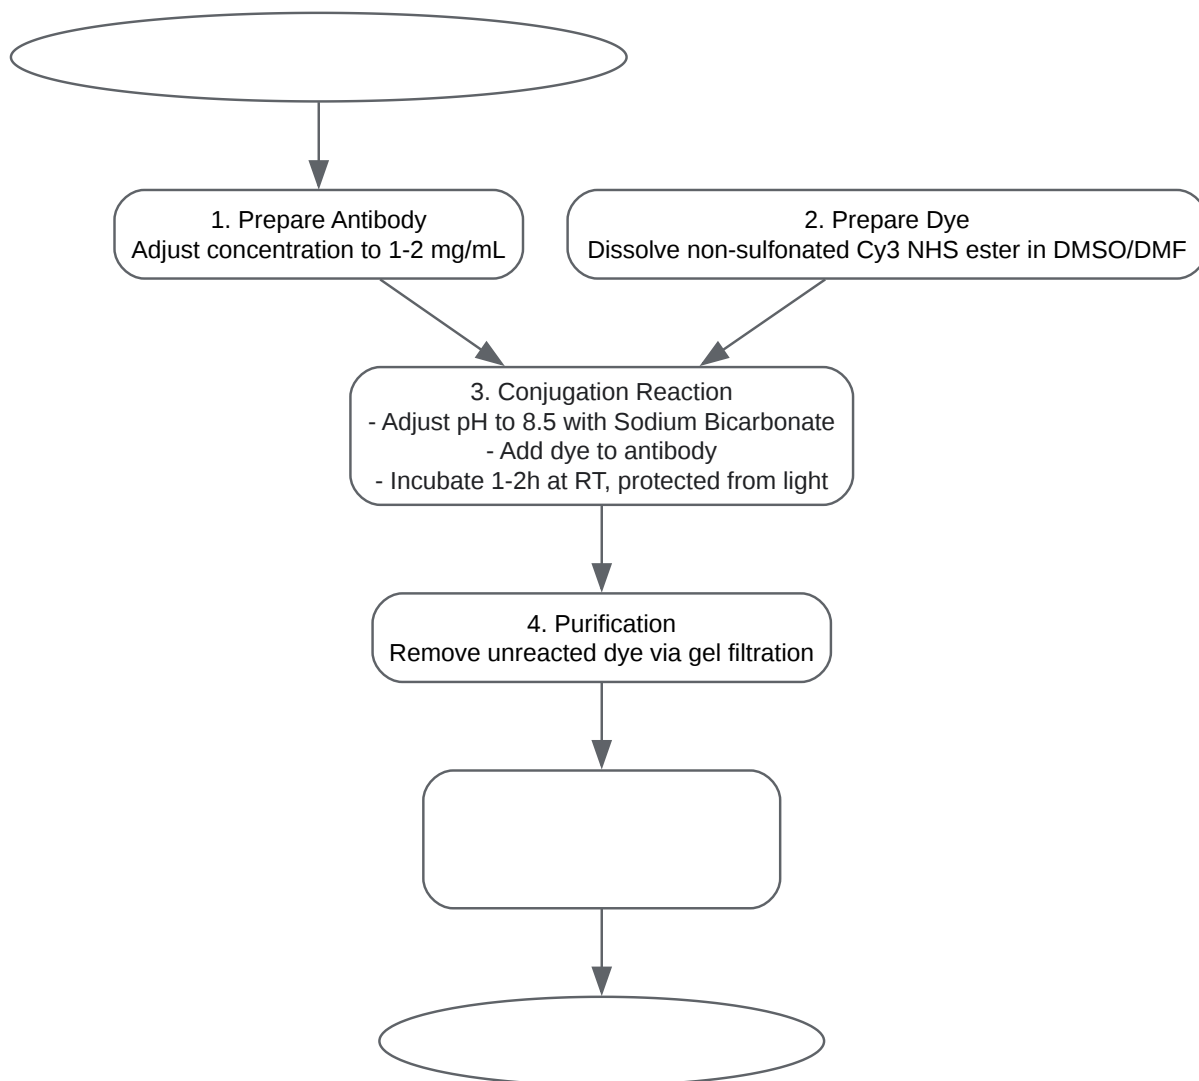 1. Prepare Antibody
Adjust concentration to 1-2 mg/mL
2. Prepare Dye
Dissolve non-sulfonated Cy3 NHS ester in DMSO/DMF
3. Conjugation Reaction
- Adjust pH to 8.5 with Sodium Bicarbonate
- Add dye to antibody
- Incubate 1-2h at RT, protected from light
4. Purification
Remove unreacted dye via gel filtration